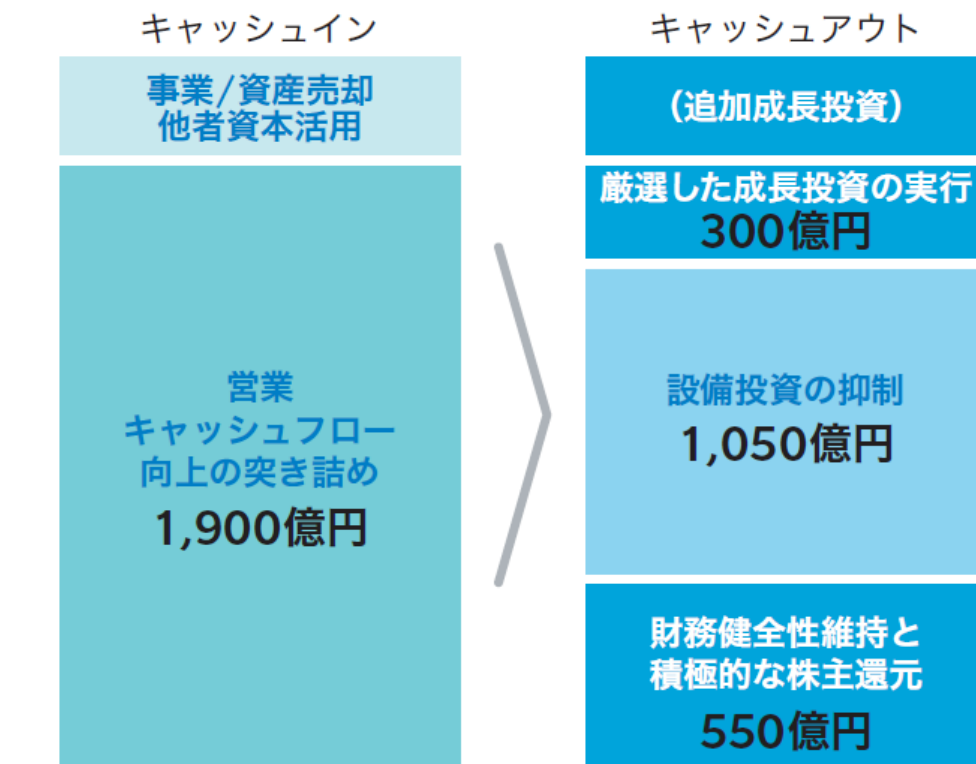 キャッシュイン
事業/資産売却
他者資本活用
営業
キャッシュフロー
向上の突き詰め
1,900億円
キャッシュアウト
（追加成長投資）
厳選した成長投資の実行
300億円
設備投資の抑制
1,050億円
財務健全性維持と
積極的な株主還元
550億円